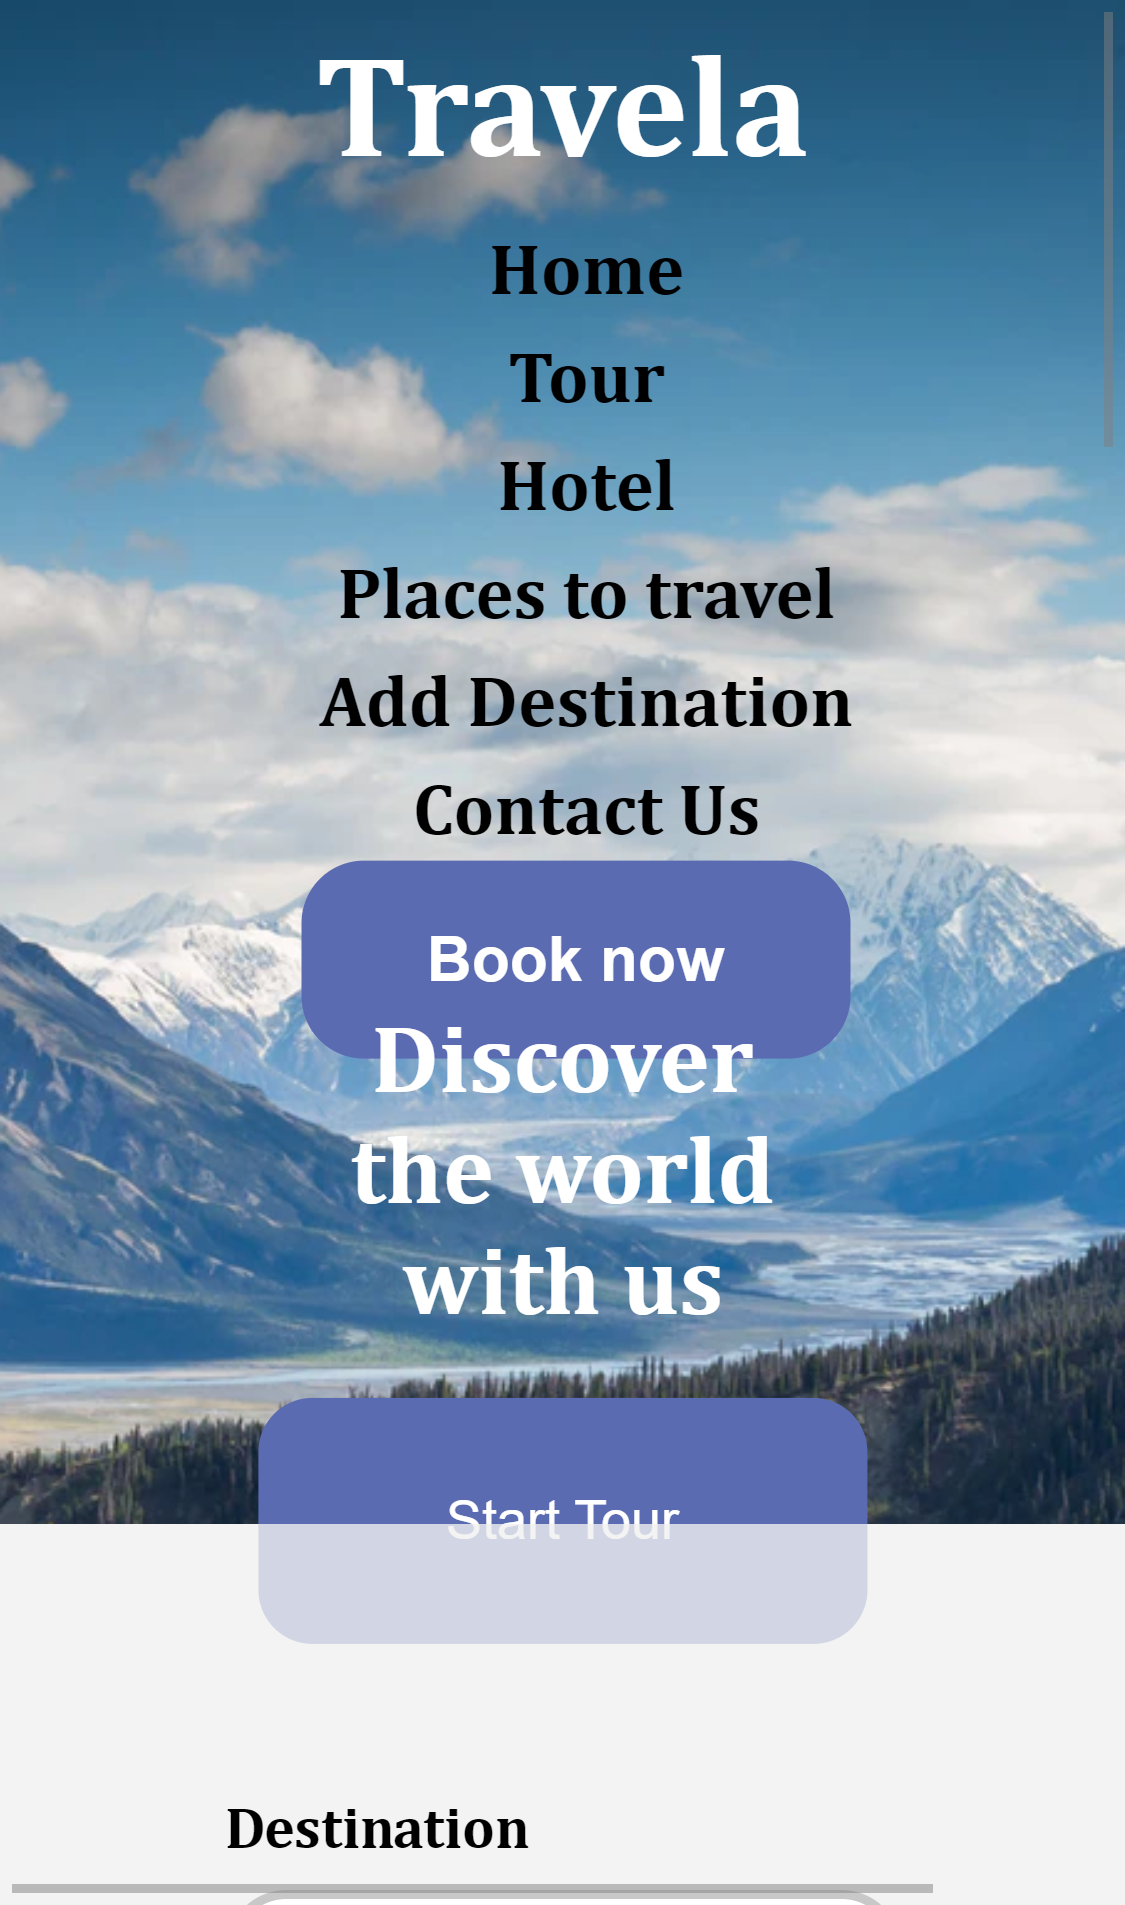 Travela
Home
Tour
Hotel
Places to travel
Add Destination
Contact Us
Book now
Discover
the world
with us
Start Tour
Destination